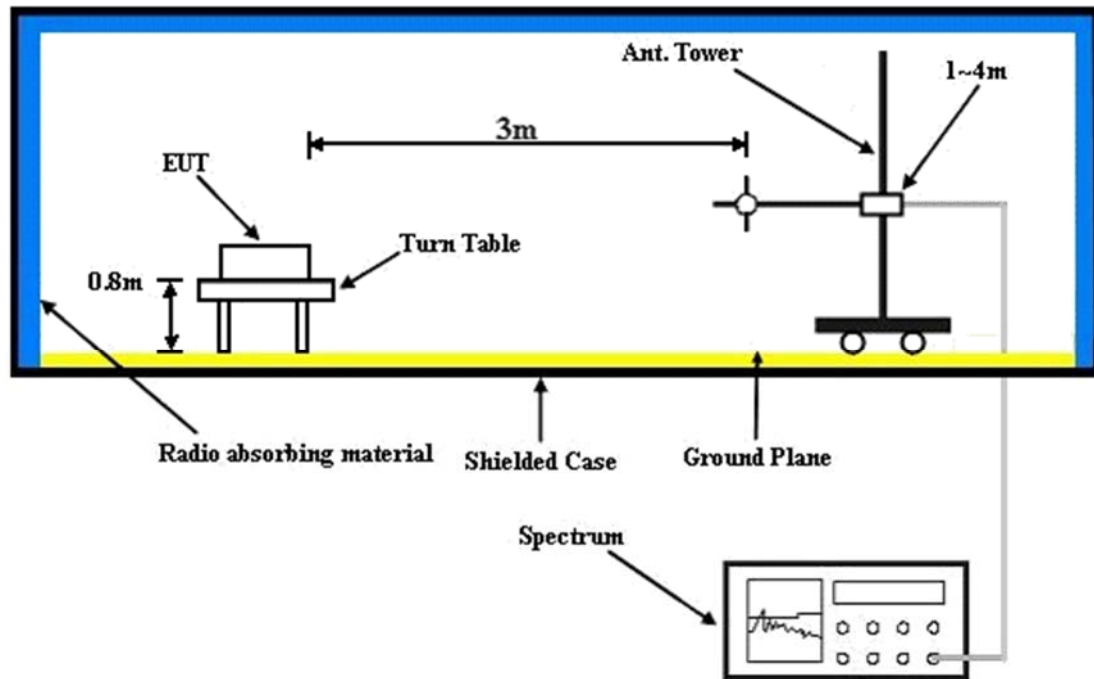 Ant. Tower
1~4m
3m
EUT
Turn Table
0.8m
Radio absorbing material
Shielded Case
Ground Plane
Spectrum